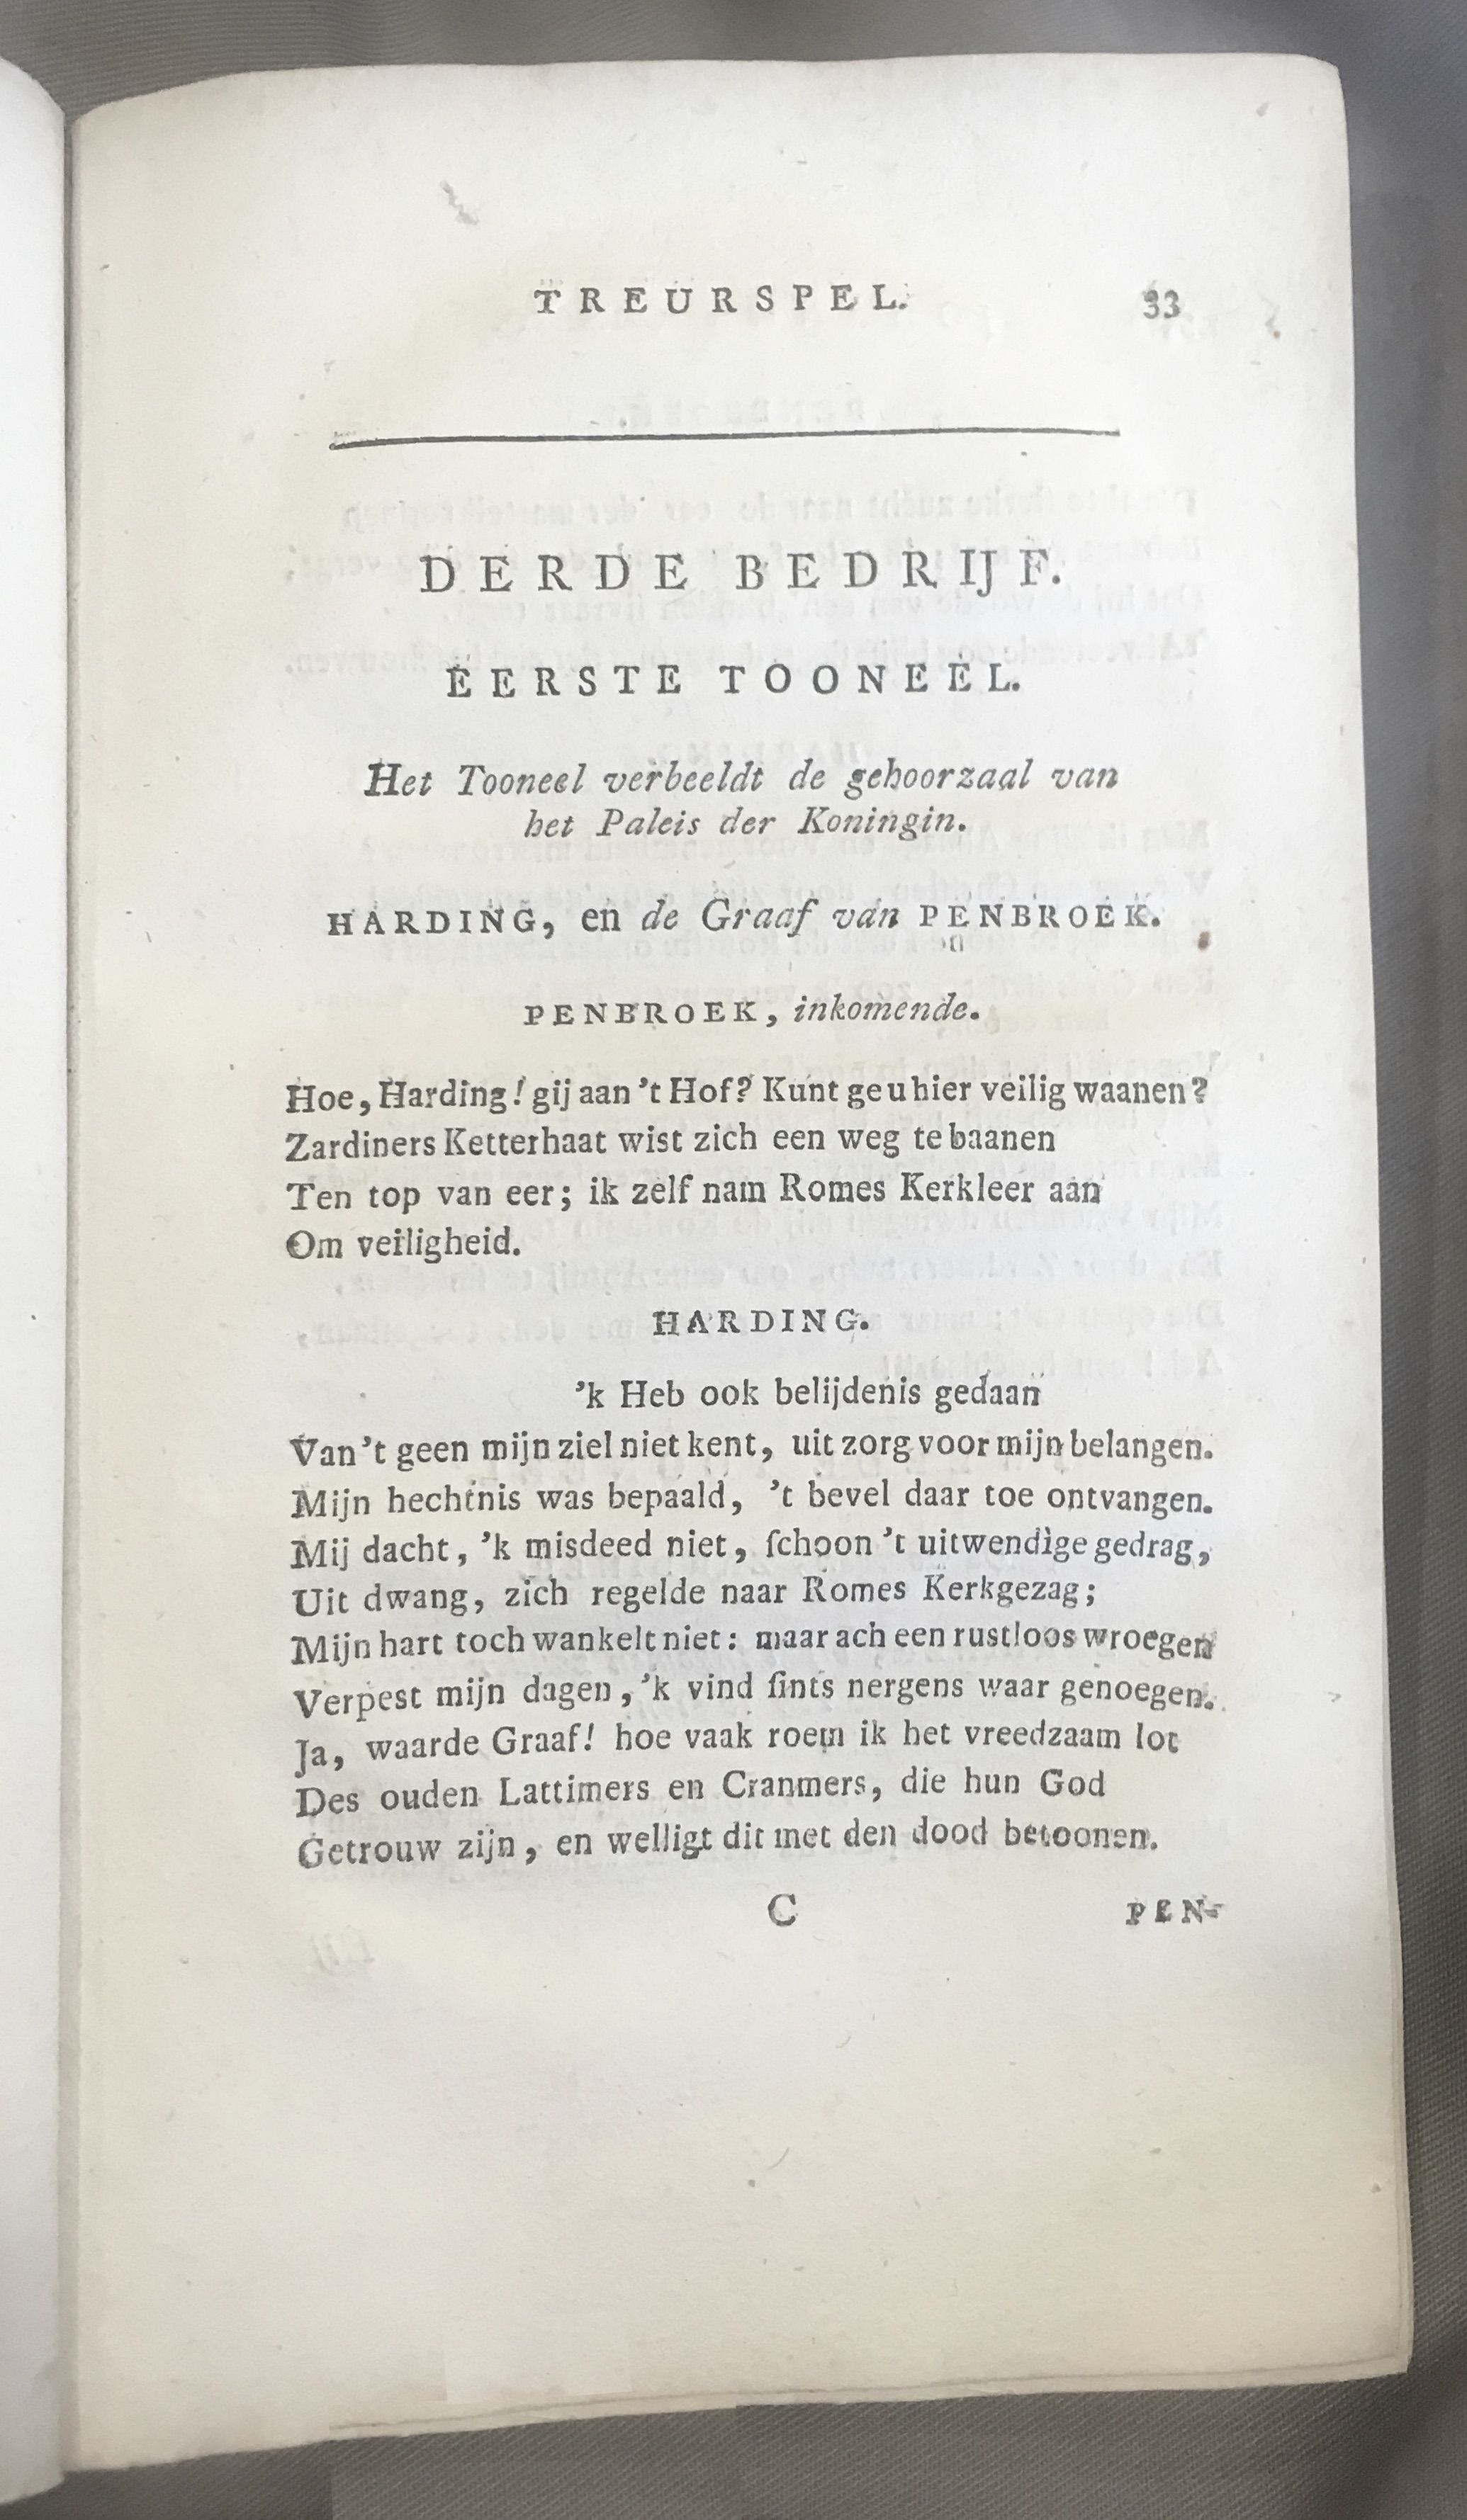 TREURSPEL. 33
DERDE BEDRIJF.
EERSTE TOONEEL.
Het Tooneel verbeeldt de gehoorzaal van
het Paleis der Koningin.
HARDING, en de Graaf van PENBROEK.
PENBROEK, inkomende.
Hoe, Harding! gij aan 't Hof? Kunt ge u hier veilig waanen?
Zardiners Ketterhaat wist zich een weg te baanen
Ten top van eer; ik zelf nam Romes Kerkleer aan
Om veiligheid.
HARDING.
'k Heb ook belijdenis gedaan
Van 't geen mijn ziel niet kent, uit zorg voor mijn belangen.
Mijn hechtnis was bepaald, 't bevel daar toe ontvangen.
Mij dacht, 'k misdeed niet, ſchoon 't uitwendige gedrag,
Uit dwang, zich regelde naar Romes Kerkgezag;
Mijn hart toch wankelt niet: maar ach een rustloos wroegen
Verpest mijn dagen, 'k vind ſints nergens waar genoegen.
Ja, waarde Graaf! hoe vaak roem ik het vreedzaam lot
Des ouden Lattimers en Cranmers, die hun God
Getrouw zijn, en welligt dit met den dood betoonen.
C PEN-